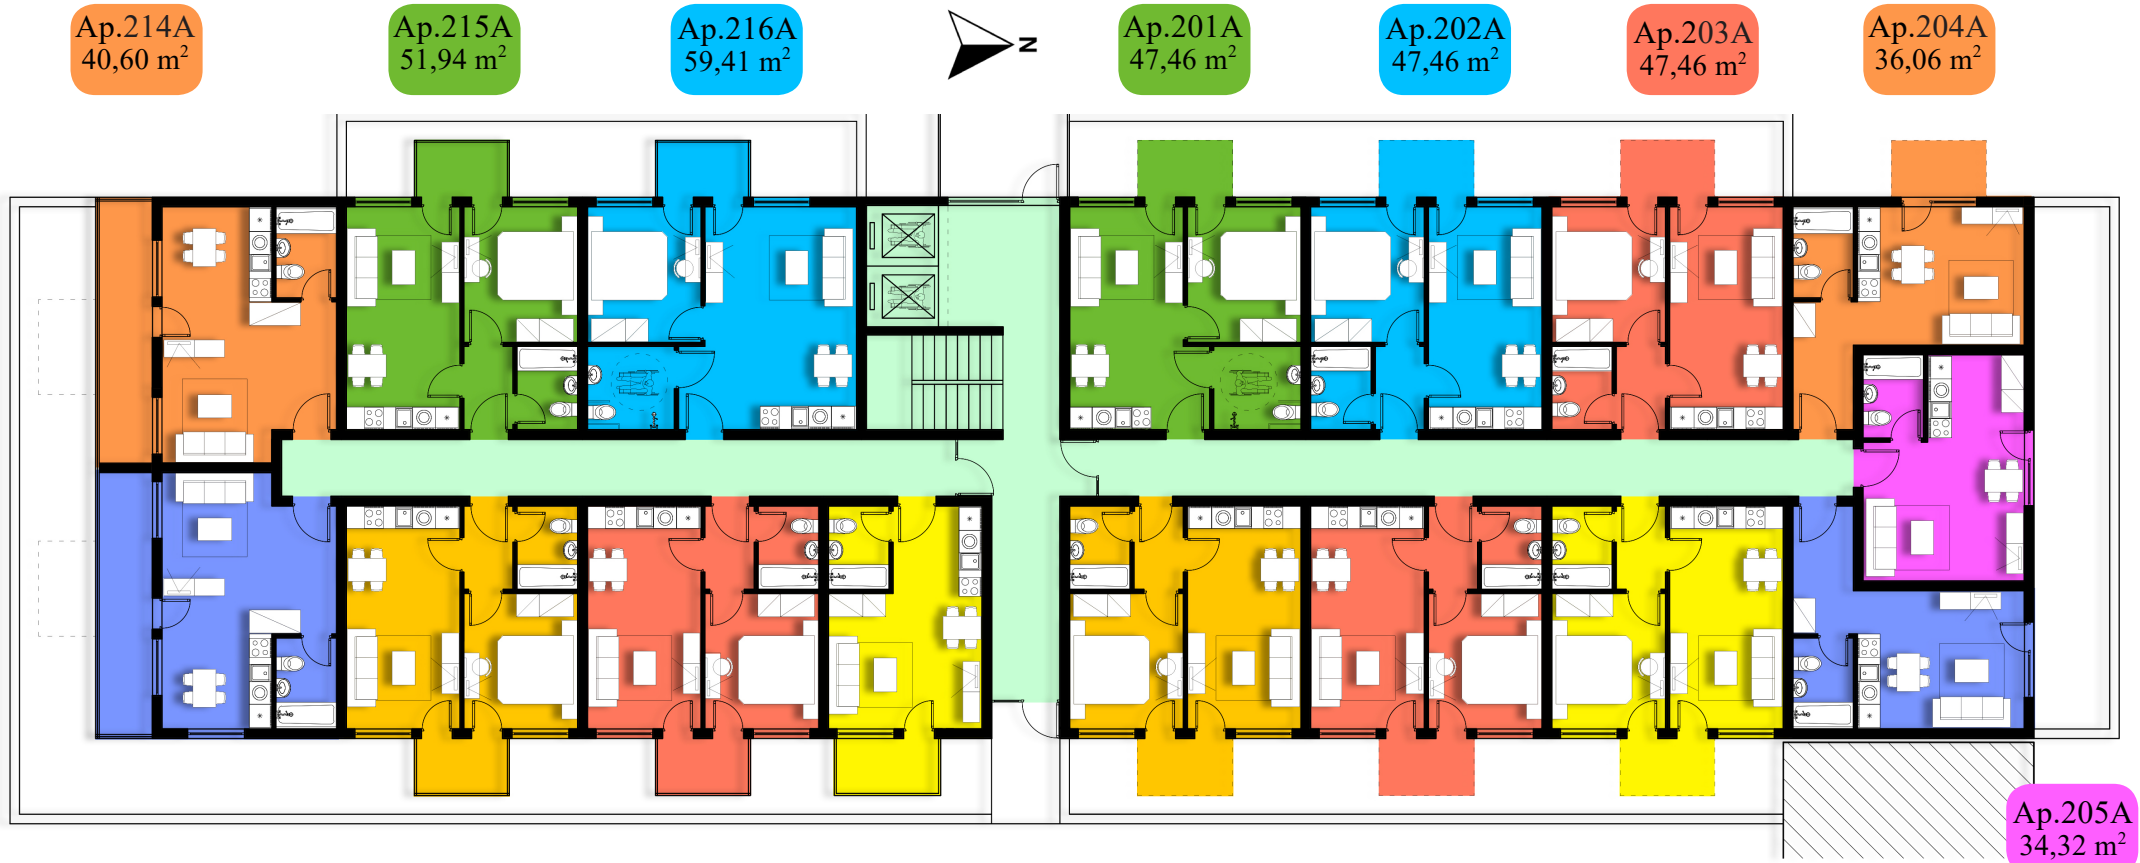 Ap.214A
40,60 m²
Ap.215A
51,94 m²
Ap.216A
59,41 m²
N
Ap.201A
47,46 m²
Ap.202A
47,46 m²
Ap.203A
47,46 m²
Ap.204A
36,06 m²
Ap.205A
34,32 m²